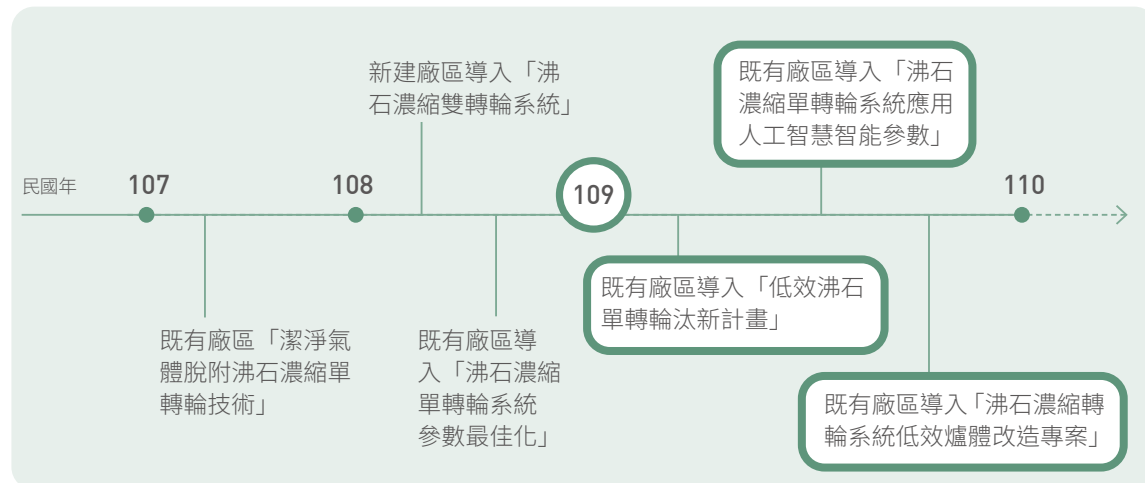 新建廠區導入「沸
石濃縮雙轉輪系統」
既有廠區導入「沸石
濃縮單轉輪系統應用
人工智慧智能參數」
民國年
107
108
109
110
既有廠區「潔淨氣
體脫附沸石濃縮單
轉輪技術」
既有廠區導
入「沸石濃縮
單轉輪系統
參數最佳化」
既有廠區導入「低效沸石
單轉輪汰新計畫」
既有廠區導入「沸石濃縮轉
輪系統低效爐體改造專案」